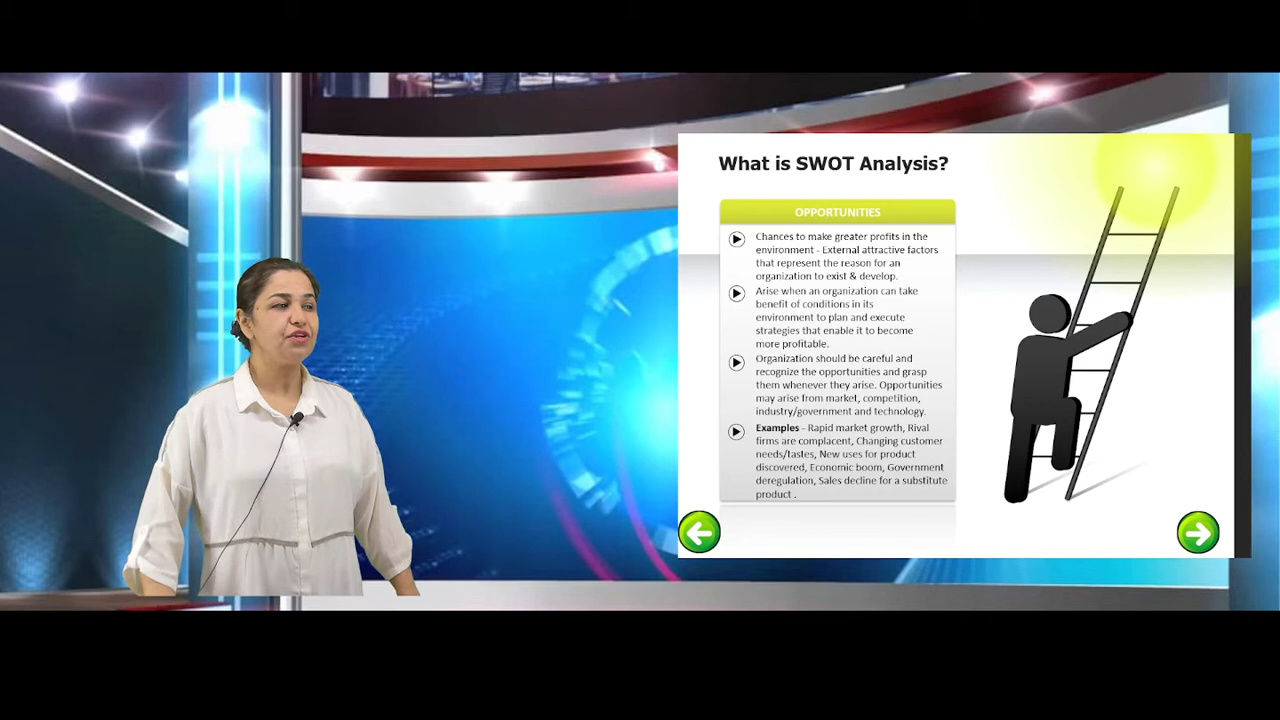 What is SWOT Analysis?
OPPORTUNITIES
Chances to make greater profits in the
environment - External attractive factors
that represent the reason for an
organization to exist & develop.
Arise when an organization can take
benefit of conditions in its
environment to plan and execute
strategies that enable it to become
more profitable.
Organization should be careful and
recognize the opportunities and grasp
them whenever they arise. Opportunities
may arise from market, competition,
industry/government and technology.
Examples - Rapid market growth, Rival
firms are complacent, Changing customer
needs/tastes, New uses for product
discovered, Economic boom, Government
deregulation, Sales decline for a substitute
product .